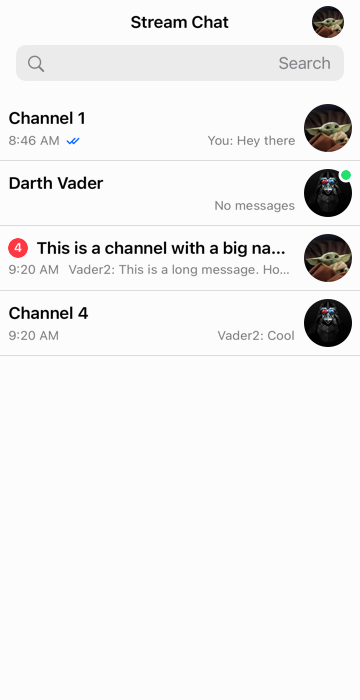 Stream Chat
Search
Channel 1
8:46 AM You: Hey there
Darth Vader
No messages
4 This is a channel with a big na...
9:20 AM Vader2: This is a long message. Ho...
Channel 4
9:20 AM Vader2: Cool